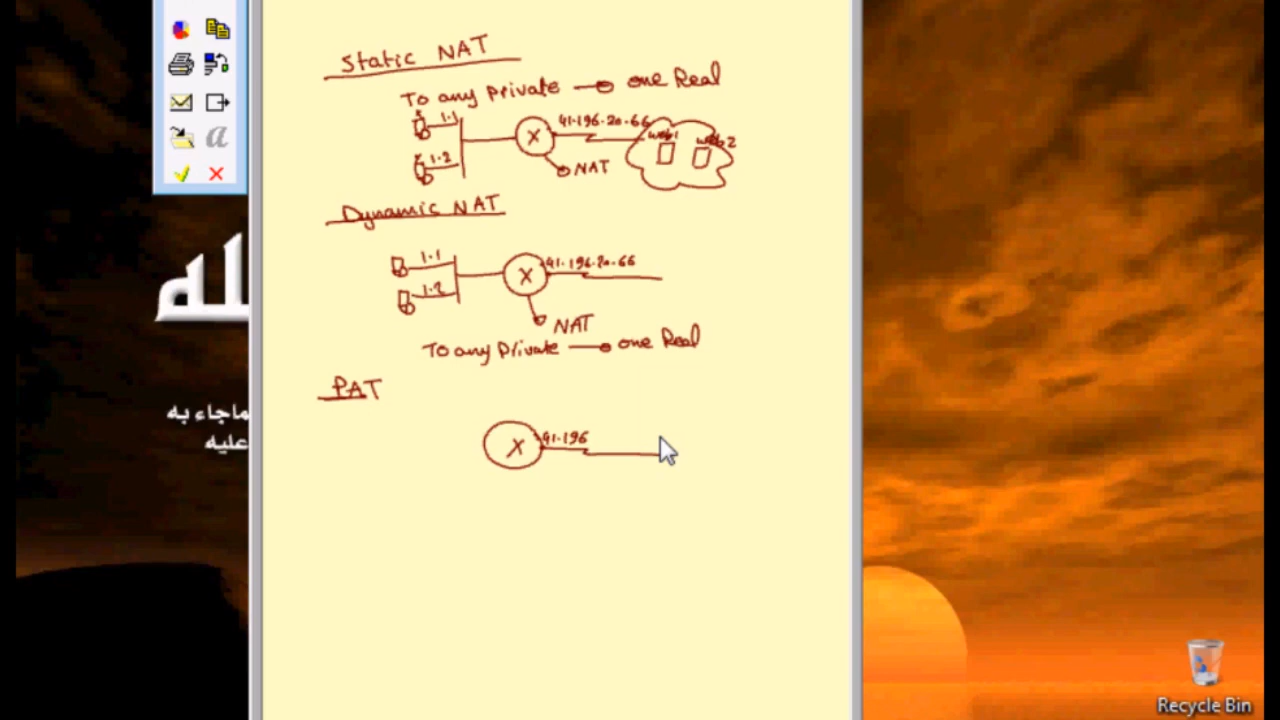 Static NAT
To any private one Real
1.1
41.196.20.66
web1
web2
1.2
NAT
Dynamic NAT
1.1
41.196.20.66
1.2
NAT
To any Private one Real
PAT
41.196
الله
ماجاء به
عليه
Recycle Bin